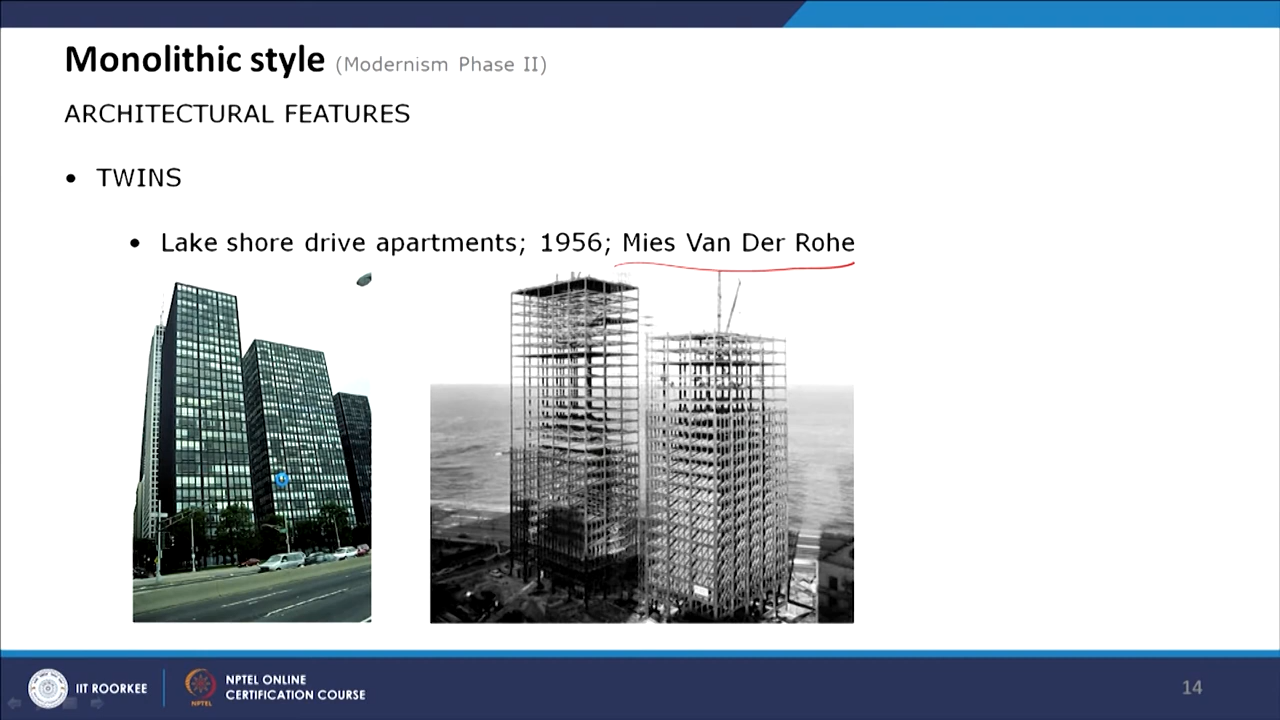 Monolithic style (Modernism Phase II)
ARCHITECTURAL FEATURES
• TWINS
• Lake shore drive apartments; 1956; Mies Van Der Rohe
IIT ROORKEE
NPTEL
NPTEL ONLINE
CERTIFICATION COURSE
14